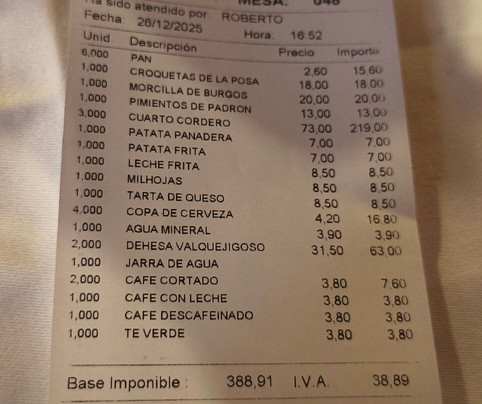 Ha sido atendido por ROBERTO MESA: 048
Fecha: 26/12/2025 Hora: 16:52
Unid Descripción Precio Importe
6,000 PAN 2,60 15,60
1,000 CROQUETAS DE LA POSA 18,00 18,00
1,000 MORCILLA DE BURGOS 20,00 20,00
1,000 PIMIENTOS DE PADRON 13,00 13,00
3,000 CUARTO CORDERO 73,00 219,00
1,000 PATATA PANADERA 7,00 7,00
1,000 PATATA FRITA 7,00 7,00
1,000 LECHE FRITA 8,50 8,50
1,000 MILHOJAS 8,50 8,50
1,000 TARTA DE QUESO 8,50 8,50
4,000 COPA DE CERVEZA 4,20 16,80
1,000 AGUA MINERAL 3,90 3,90
2,000 DEHESA VALQUEJIGOSO 31,50 63,00
1,000 JARRA DE AGUA
2,000 CAFE CORTADO 3,80 7,60
1,000 CAFE CON LECHE 3,80 3,80
1,000 CAFE DESCAFEINADO 3,80 3,80
1,000 TE VERDE 3,80 3,80
Base Imponible : 388,91 I.V.A. 38,89